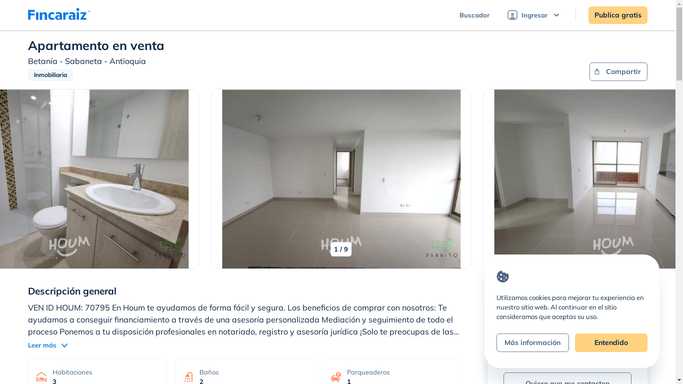 Fincaraiz
Buscador
Ingresar
Publica gratis
Apartamento en venta
Betania - Sabaneta - Antioquia
Inmobiliaria
Compartir
HOUM
HOUM
PERMITO
HOUM
1 / 9
Descripción general
VEN ID HOUM: 70795 En Houm te ayudamos de forma fácil y segura. Los beneficios de comprar con nosotros: Te
ayudamos a conseguir financiamiento a través de una asesoría personalizada Mediación y seguimiento de todo el
proceso Ponemos a tu disposición profesionales en notariado, registro y asesoría jurídica ¡Solo te preocupas de las...
Leer más
Habitaciones
3
Baños
2
Parqueaderos
1
Utilizamos cookies para mejorar tu experiencia en
nuestro sitio web. Al continuar en el sitio
consideramos que aceptas su uso.
Más información
Entendido
Quiero que me contacten